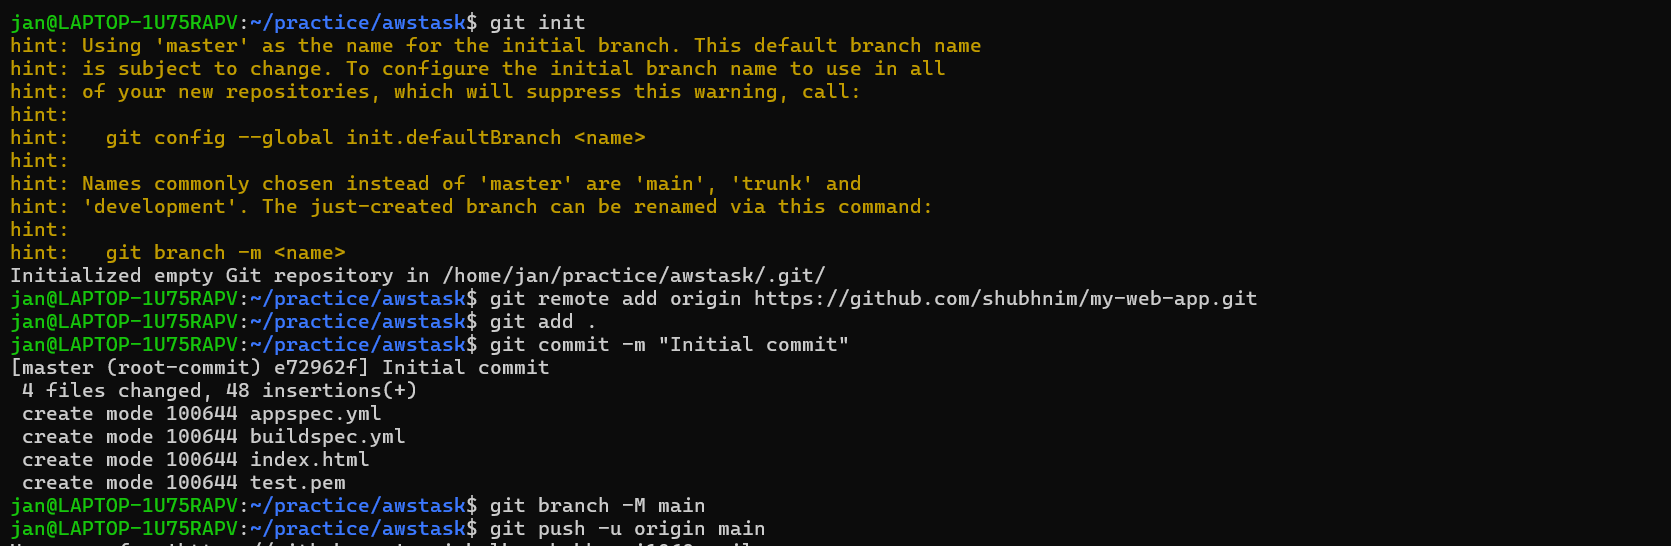 jan@LAPTOP-1U75RAPV:~/practice/awstask$ git init
hint: Using 'master' as the name for the initial branch. This default branch name
hint: is subject to change. To configure the initial branch name to use in all
hint: of your new repositories, which will suppress this warning, call:
hint:
hint:   git config --global init.defaultBranch <name>
hint:
hint: Names commonly chosen instead of 'master' are 'main', 'trunk' and
hint: 'development'. The just-created branch can be renamed via this command:
hint:
hint:   git branch -m <name>
Initialized empty Git repository in /home/jan/practice/awstask/.git/
jan@LAPTOP-1U75RAPV:~/practice/awstask$ git remote add origin https://github.com/shubhnim/my-web-app.git
jan@LAPTOP-1U75RAPV:~/practice/awstask$ git add .
jan@LAPTOP-1U75RAPV:~/practice/awstask$ git commit -m "Initial commit"
[master (root-commit) e72962f] Initial commit
 4 files changed, 48 insertions(+)
 create mode 100644 appspec.yml
 create mode 100644 buildspec.yml
 create mode 100644 index.html
 create mode 100644 test.pem
jan@LAPTOP-1U75RAPV:~/practice/awstask$ git branch -M main
jan@LAPTOP-1U75RAPV:~/practice/awstask$ git push -u origin main